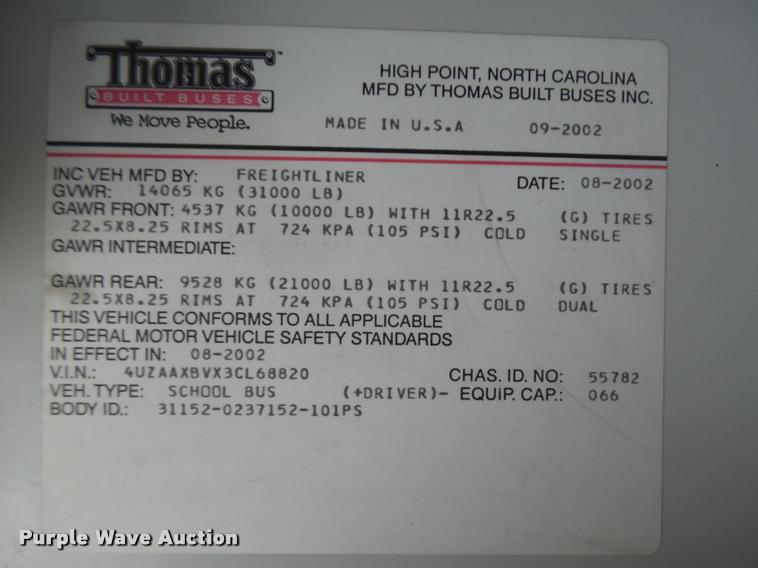 Thomas™
BUILT BUSES
We Move People.
HIGH POINT, NORTH CAROLINA
MFD BY THOMAS BUILT BUSES INC.
MADE IN U.S.A 09-2002
INC VEH MFD BY: FREIGHTLINER DATE: 08-2002
GVWR: 14065 KG (31000 LB)
GAWR FRONT: 4537 KG (10000 LB) WITH 11R22.5 (G) TIRES
22.5X8.25 RIMS AT 724 KPA (105 PSI) COLD SINGLE
GAWR INTERMEDIATE:
GAWR REAR: 9528 KG (21000 LB) WITH 11R22.5 (G) TIRES
22.5X8.25 RIMS AT 724 KPA (105 PSI) COLD DUAL
THIS VEHICLE CONFORMS TO ALL APPLICABLE
FEDERAL MOTOR VEHICLE SAFETY STANDARDS
IN EFFECT IN: 08-2002
V.I.N.: 4UZAAXBVX3CL68820 CHAS. ID. NO: 55782
VEH. TYPE: SCHOOL BUS (+DRIVER)- EQUIP. CAP.: 066
BODY ID.: 31152-0237152-101PS
Purple Wave Auction